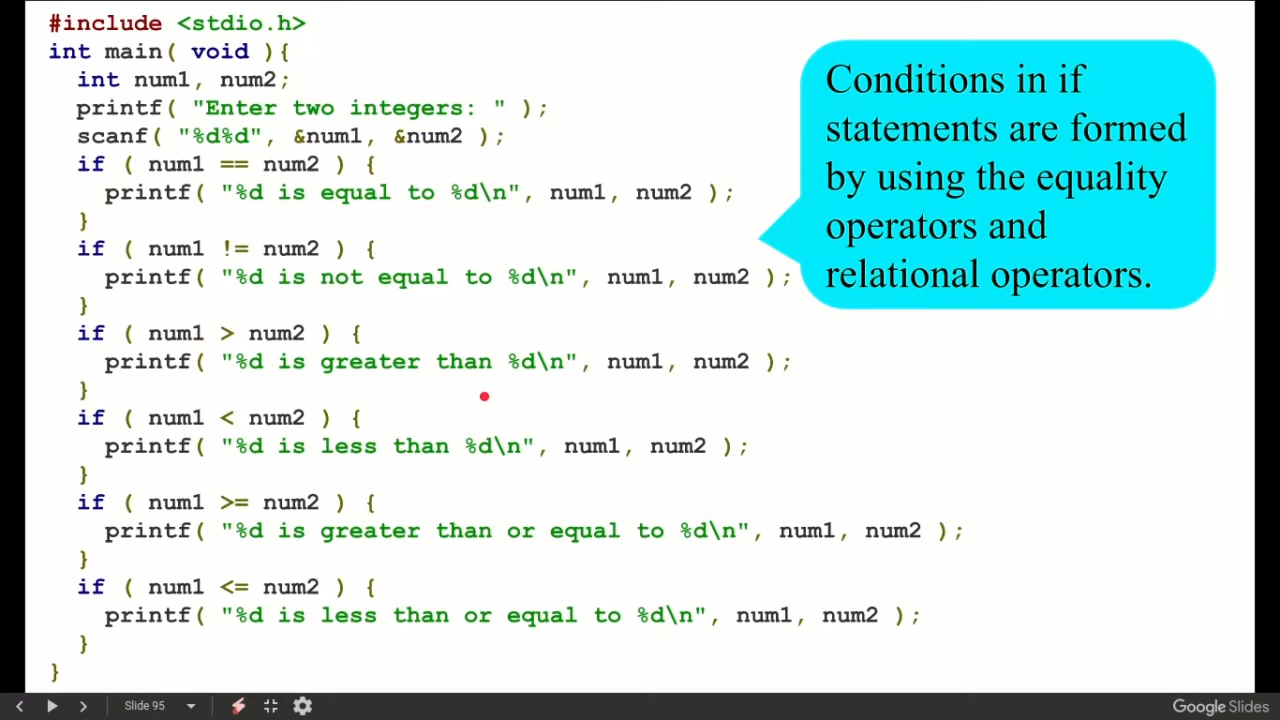 #include <stdio.h>
int main( void ){
  int num1, num2;
  printf( "Enter two integers: " );
  scanf( "%d%d", &num1, &num2 );
  if ( num1 == num2 ) {
    printf( "%d is equal to %d\n", num1, num2 );
  }
  if ( num1 != num2 ) {
    printf( "%d is not equal to %d\n", num1, num2 );
  }
  if ( num1 > num2 ) {
    printf( "%d is greater than %d\n", num1, num2 );
  }
  if ( num1 < num2 ) {
    printf( "%d is less than %d\n", num1, num2 );
  }
  if ( num1 >= num2 ) {
    printf( "%d is greater than or equal to %d\n", num1, num2 );
  }
  if ( num1 <= num2 ) {
    printf( "%d is less than or equal to %d\n", num1, num2 );
  }
}
Conditions in if
statements are formed
by using the equality
operators and
relational operators.
Slide 95
Google Slides